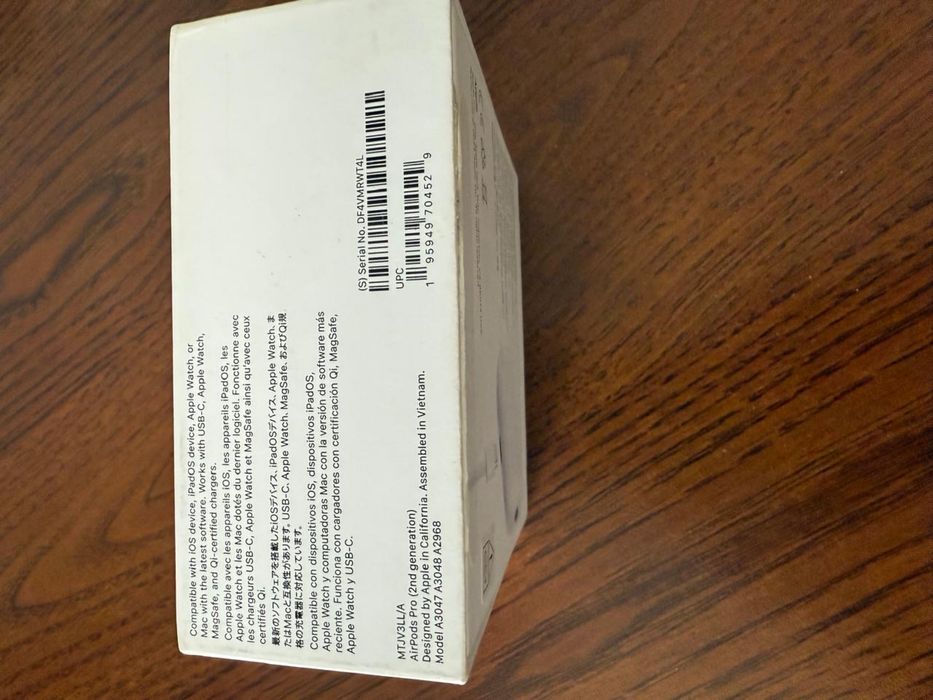 Compatible with iOS device, iPadOS device, Apple Watch, or
Mac with the latest software. Works with USB-C, Apple Watch,
MagSafe, and Qi-certified chargers.
Compatible avec les appareils iOS, les appareils iPadOS, les
Apple Watch et les Mac dotés du dernier logiciel. Fonctionne avec
les chargeurs USB-C, Apple Watch et MagSafe ainsi qu'avec ceux
certifiés Qi.
最新のソフトウェアを搭載したiOSデバイス、iPadOSデバイス、Apple Watch、ま
たはMacと互換性があります。USB-C、Apple Watch、MagSafe、およびQi規
格の充電器に対応しています。
Compatible con dispositivos iOS, dispositivos iPadOS,
Apple Watch y computadoras Mac con la versión de software más
reciente. Funciona con cargadores con certificación Qi, MagSafe,
Apple Watch y USB-C.
(S) Serial No. DF4VMRWT4L
UPC
1 95949 70452 9
MTJV3LL/A
AirPods Pro (2nd generation)
Designed by Apple in California. Assembled in Vietnam.
Model A3047 A3048 A2968